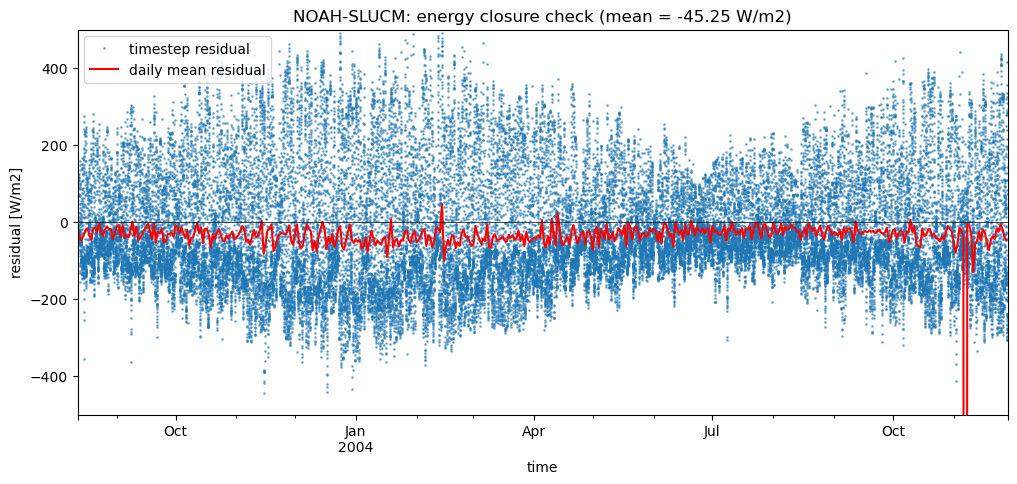 NOAH-SLUCM: energy closure check (mean = -45.25 W/m2)
timestep residual
daily mean residual
residual [W/m2]
400
200
0
−200
−400
Oct
Jan
2004
Apr
Jul
Oct
time